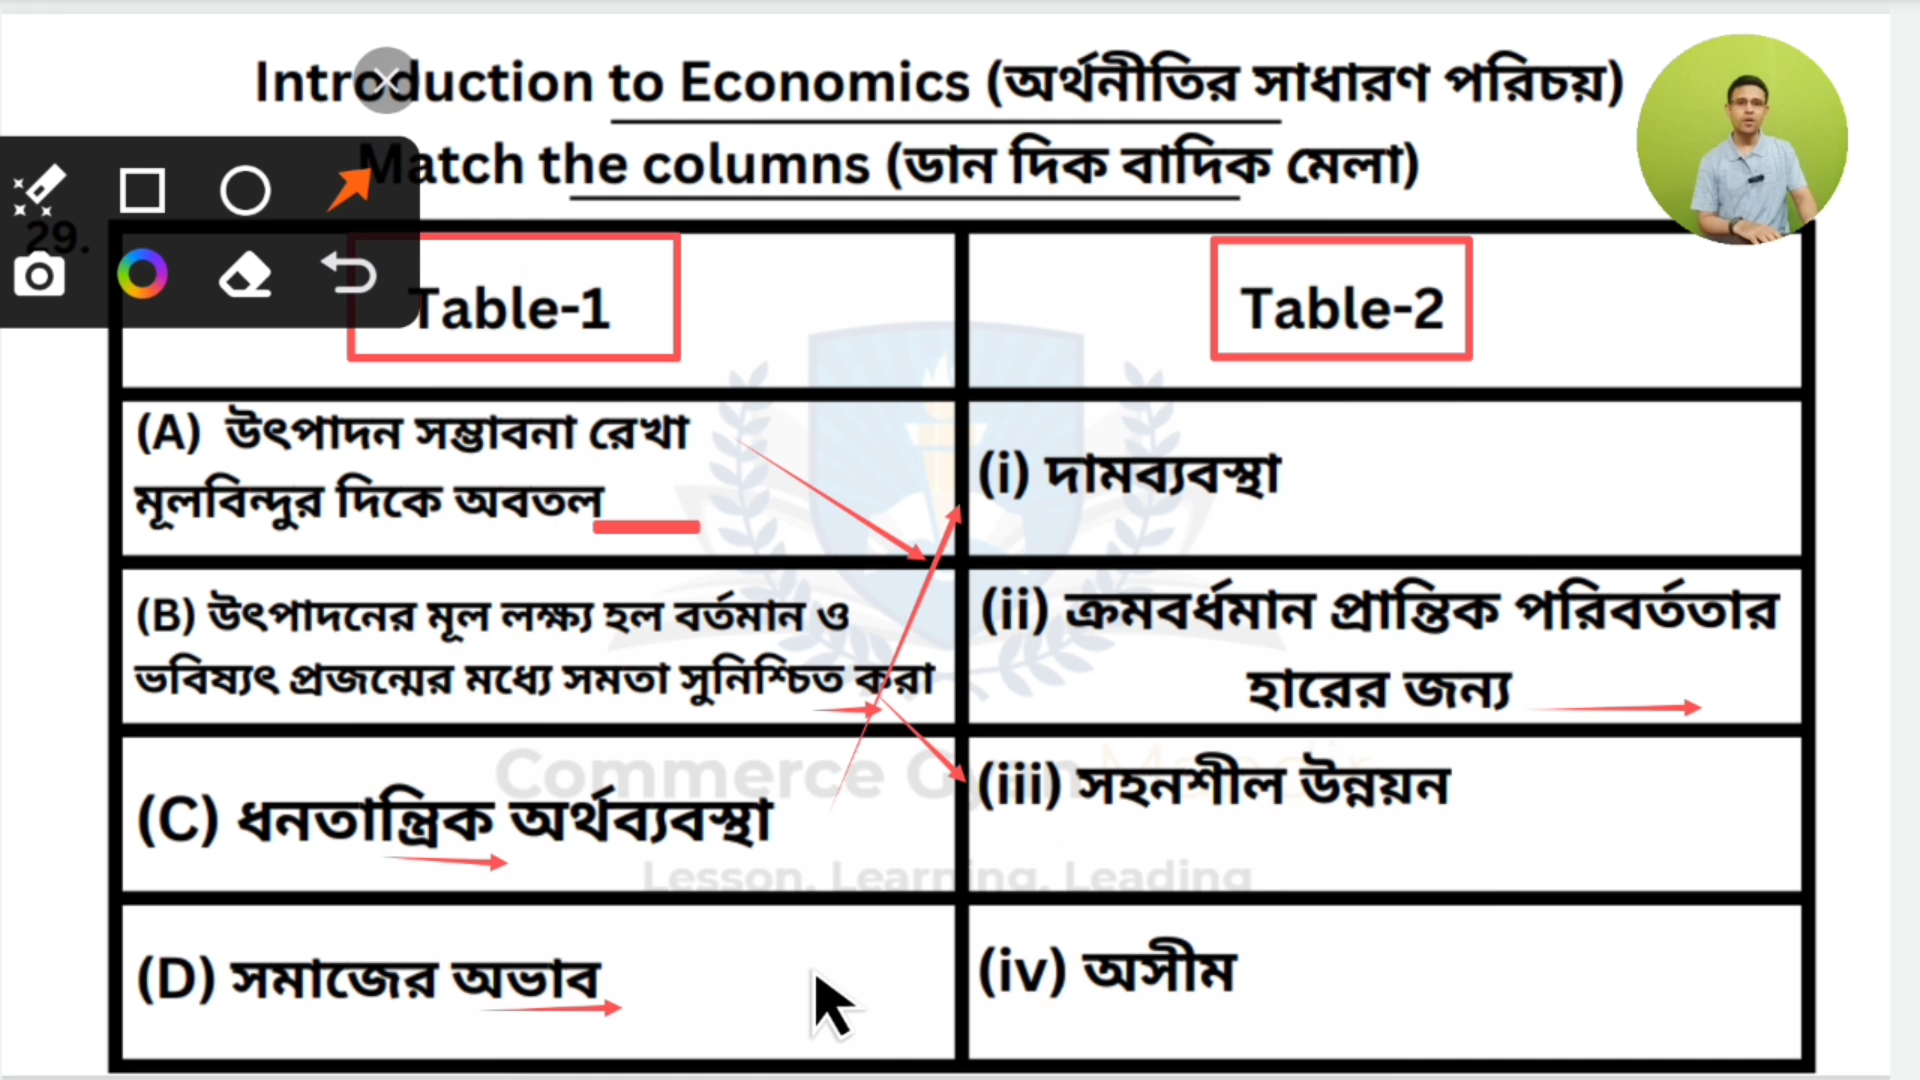 Introduction to Economics (অর্থনীতির সাধারণ পরিচয়)
Match the columns (ডান দিক বাদিক মেলা)
29.
Table-1
Table-2
(A) উৎপাদন সম্ভাবনা রেখা
মূলবিন্দুর দিকে অবতল
(i) দামব্যবস্থা
(B) উৎপাদনের মূল লক্ষ্য হল বর্তমান ও
ভবিষ্যৎ প্রজন্মের মধ্যে সমতা সুনিশ্চিত করা
(ii) ক্রমবর্ধমান প্রান্তিক পরিবর্ততার
হারের জন্য
(C) ধনতান্ত্রিক অর্থব্যবস্থা
(iii) সহনশীল উন্নয়ন
(D) সমাজের অভাব
(iv) অসীম
Commerce
Lesson. Learning. Leading